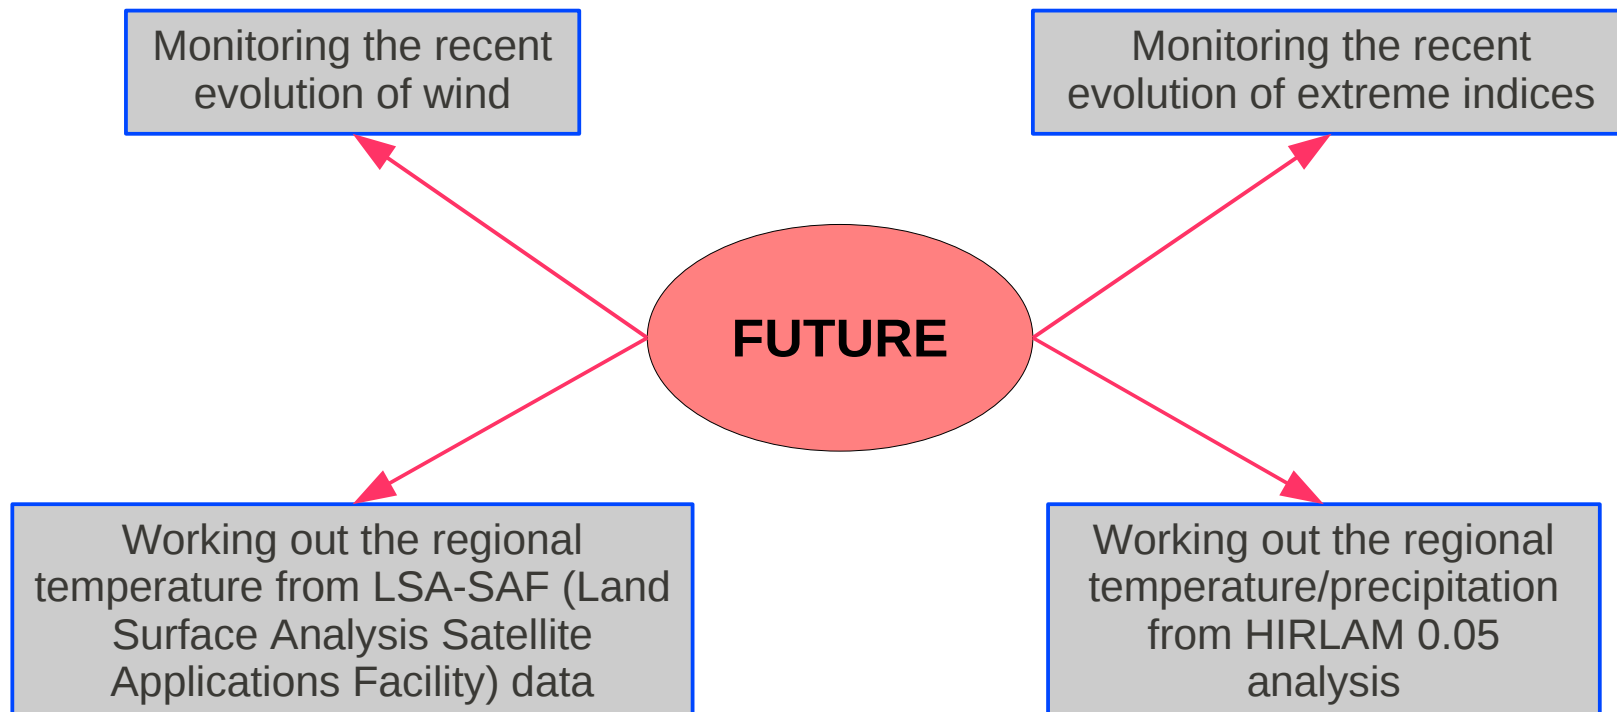 Monitoring the recent
evolution of wind
Monitoring the recent
evolution of extreme indices
FUTURE
Working out the regional
temperature from LSA-SAF (Land
Surface Analysis Satellite
Applications Facility) data
Working out the regional
temperature/precipitation
from HIRLAM 0.05
analysis